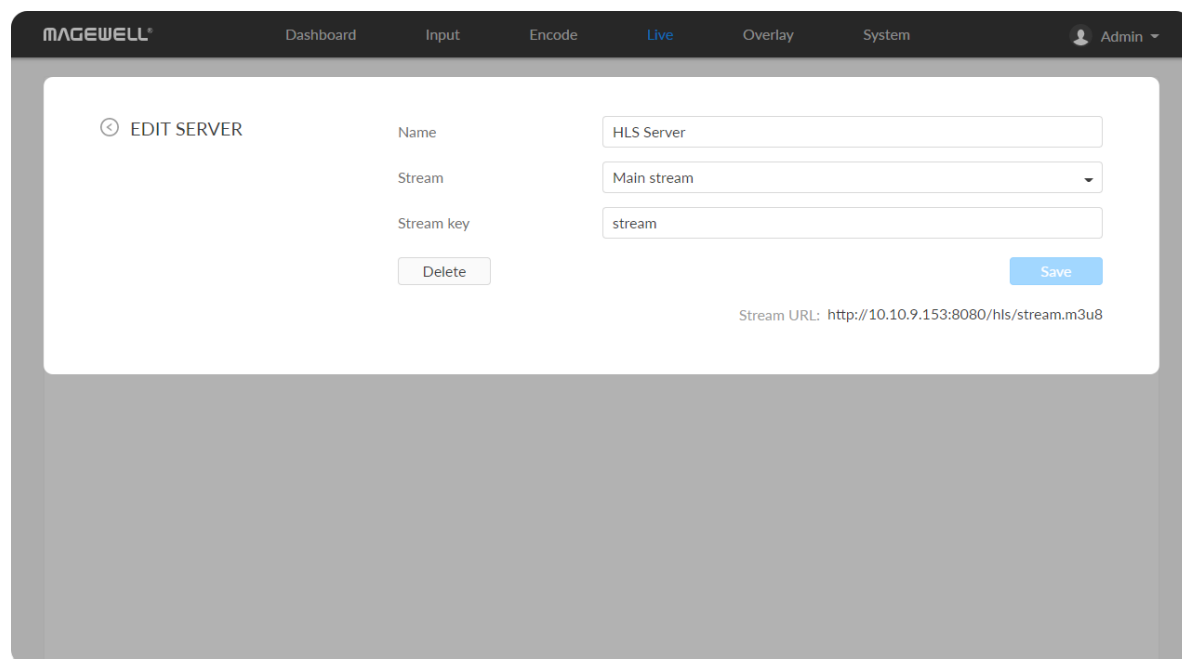 MAGEWELL® Dashboard Input Encode Live Overlay System Admin
EDIT SERVER
Name HLS Server
Stream Main stream
Stream key stream
Delete Save
Stream URL: http://10.10.9.153:8080/hls/stream.m3u8